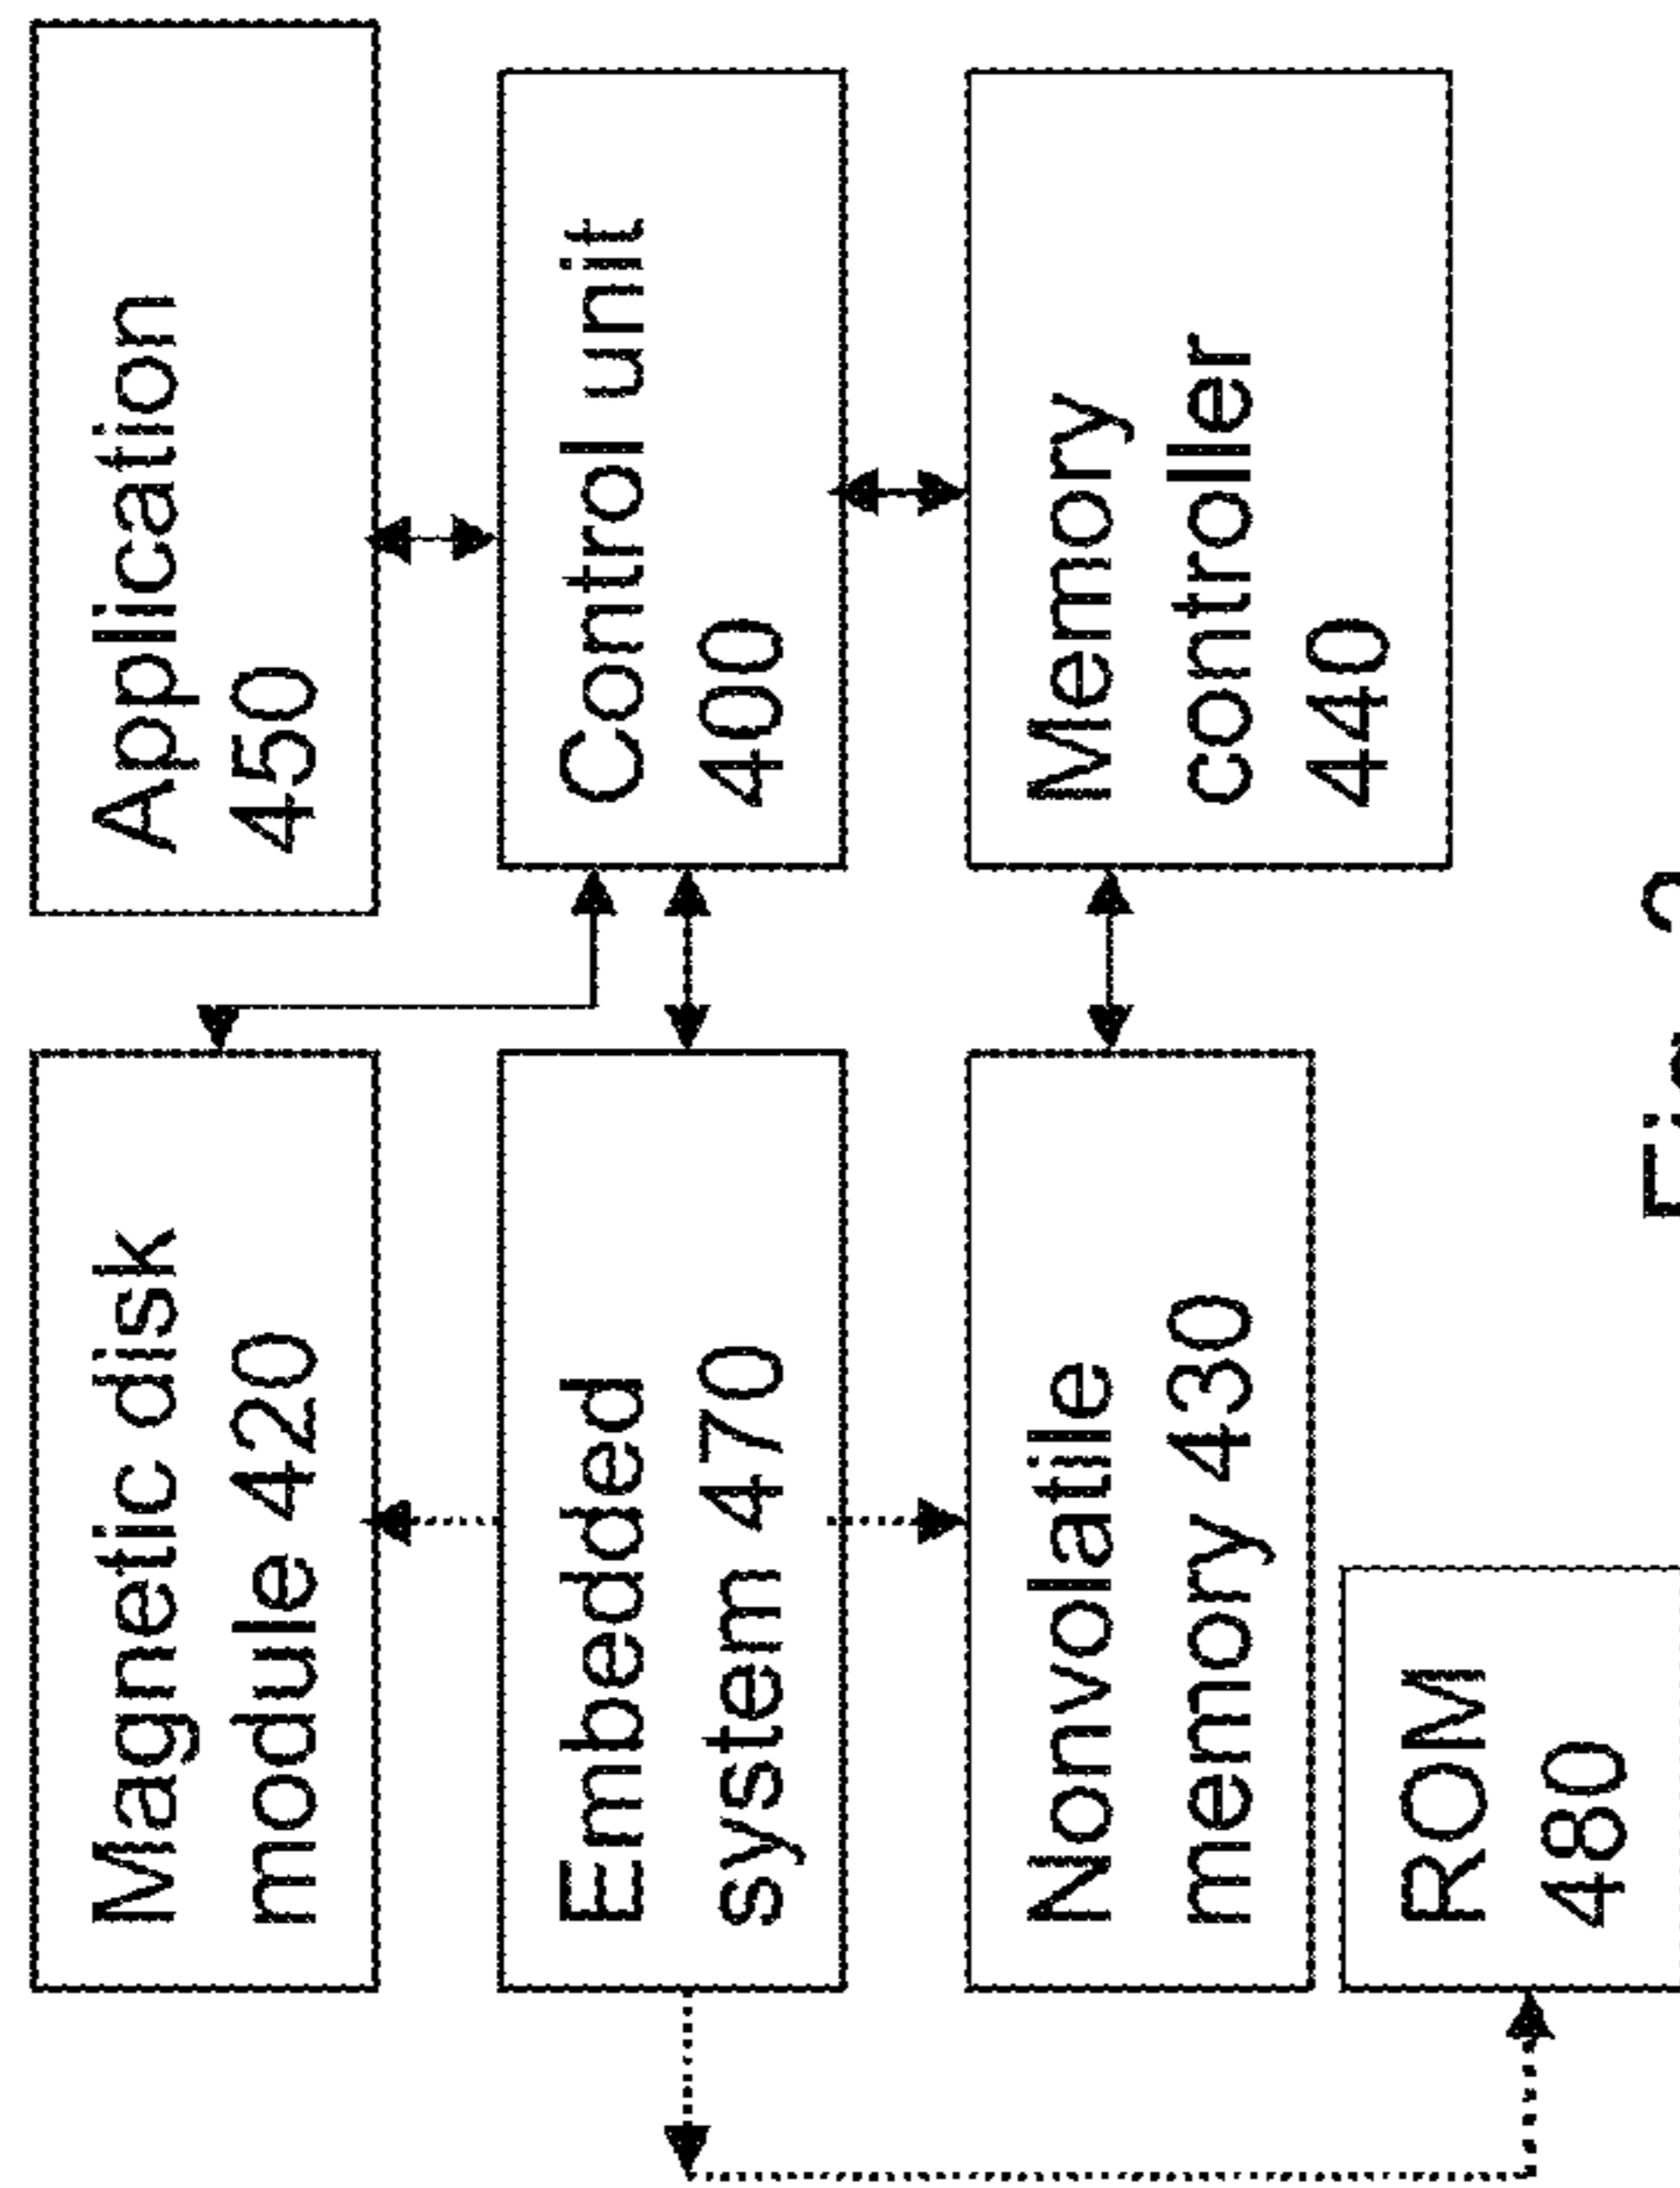 Magnetic disk
module 420
Application
450
Embedded
system 470
Control unit
400
Nonvolatile
memory 430
Memory
controller
440
ROM
480